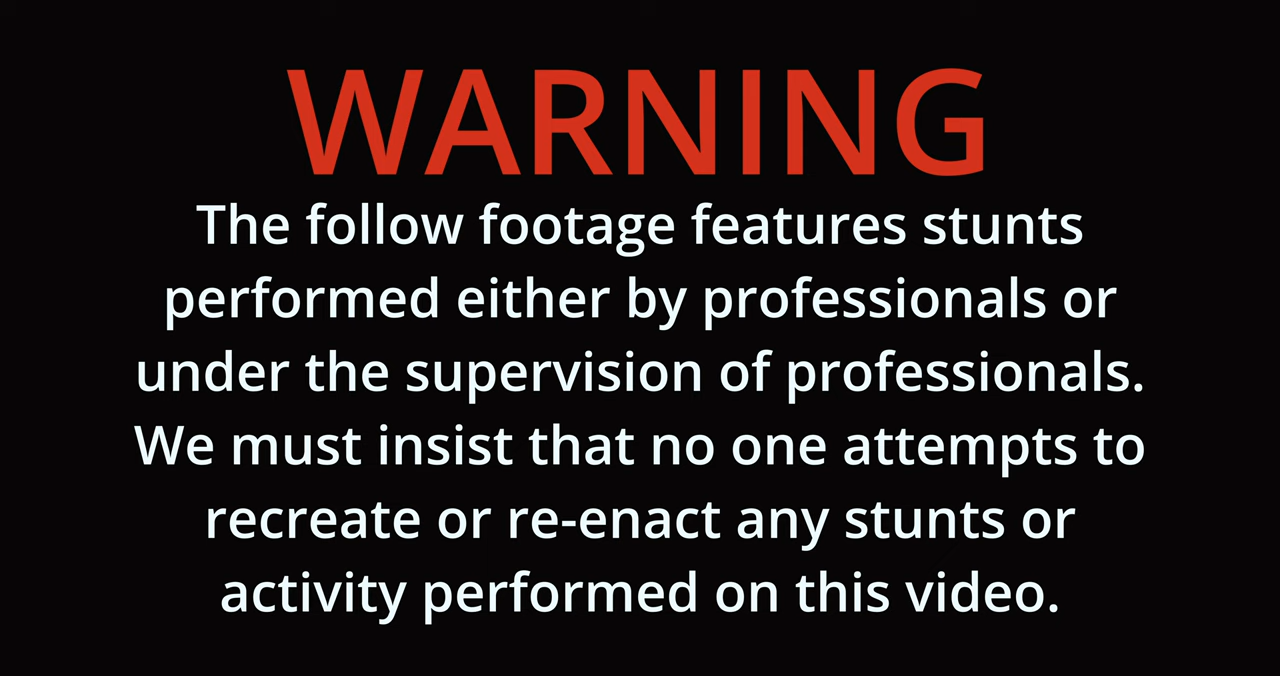 WARNING
The follow footage features stunts
performed either by professionals or
under the supervision of professionals.
We must insist that no one attempts to
recreate or re-enact any stunts or
activity performed on this video.